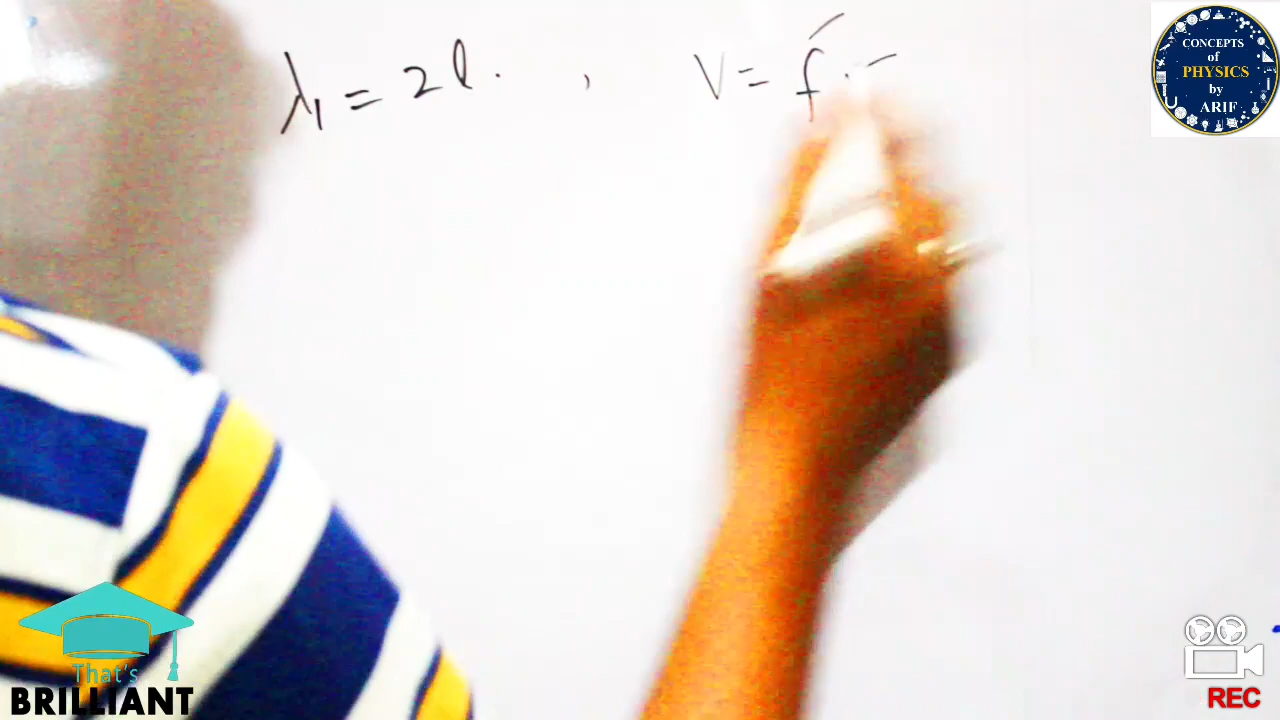 λ₁ = 2l. , V = f.
CONCEPTS
of
PHYSICS
by
ARIF
That's
BRILLIANT
REC